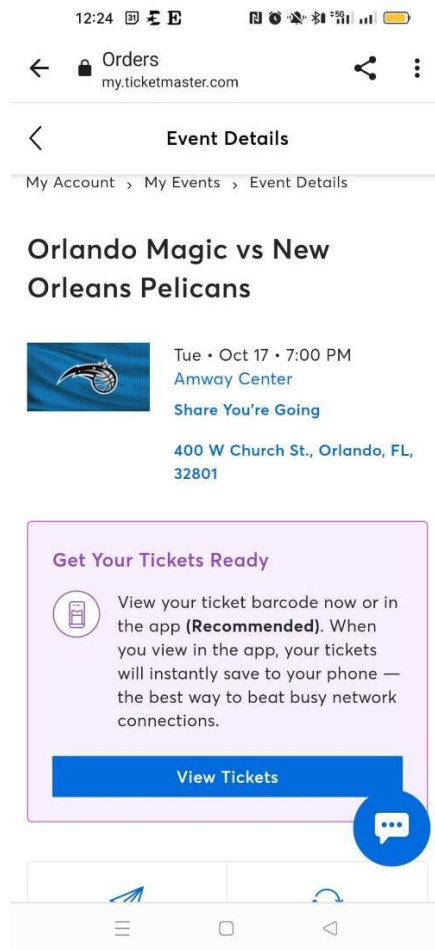 12:24 31 E
5G
Orders
my.ticketmaster.com
Event Details
My Account › My Events › Event Details
Orlando Magic vs New
Orleans Pelicans
Tue • Oct 17 • 7:00 PM
Amway Center
Share You're Going
400 W Church St., Orlando, FL,
32801
Get Your Tickets Ready
View your ticket barcode now or in
the app (Recommended). When
you view in the app, your tickets
will instantly save to your phone —
the best way to beat busy network
connections.
View Tickets